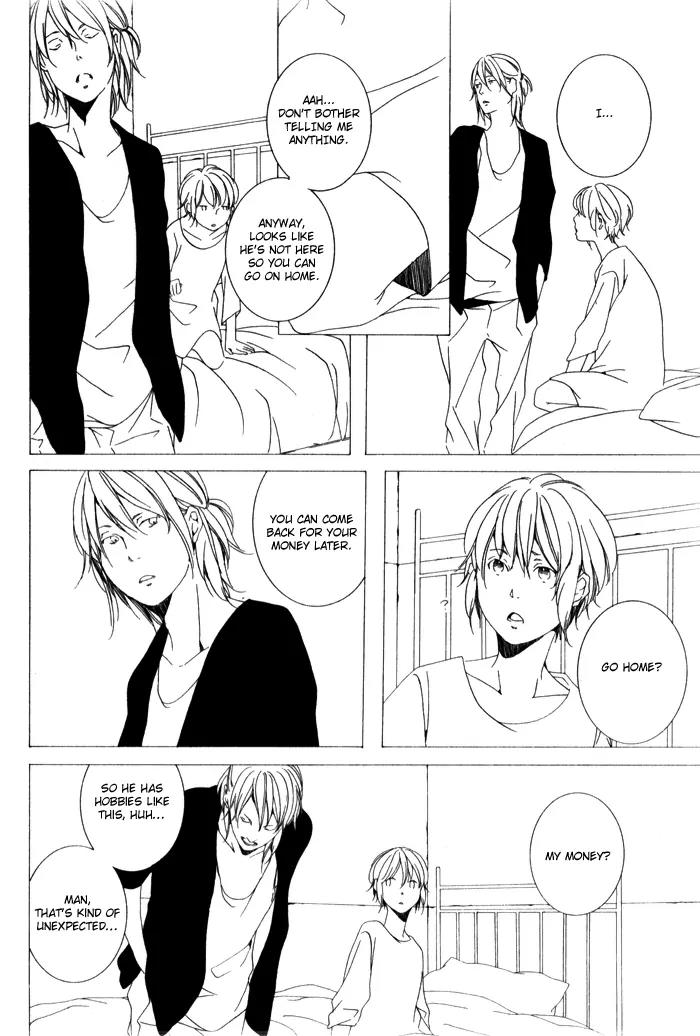 I...
AAH...
DON'T BOTHER
TELLING ME
ANYTHING.
ANYWAY,
LOOKS LIKE
HE'S NOT HERE
SO YOU CAN
GO ON HOME.
GO HOME?
YOU CAN COME
BACK FOR YOUR
MONEY LATER.
?
MY MONEY?
SO HE HAS
HOBBIES LIKE
THIS, HUH...
MAN,
THAT'S KIND OF
UNEXPECTED...